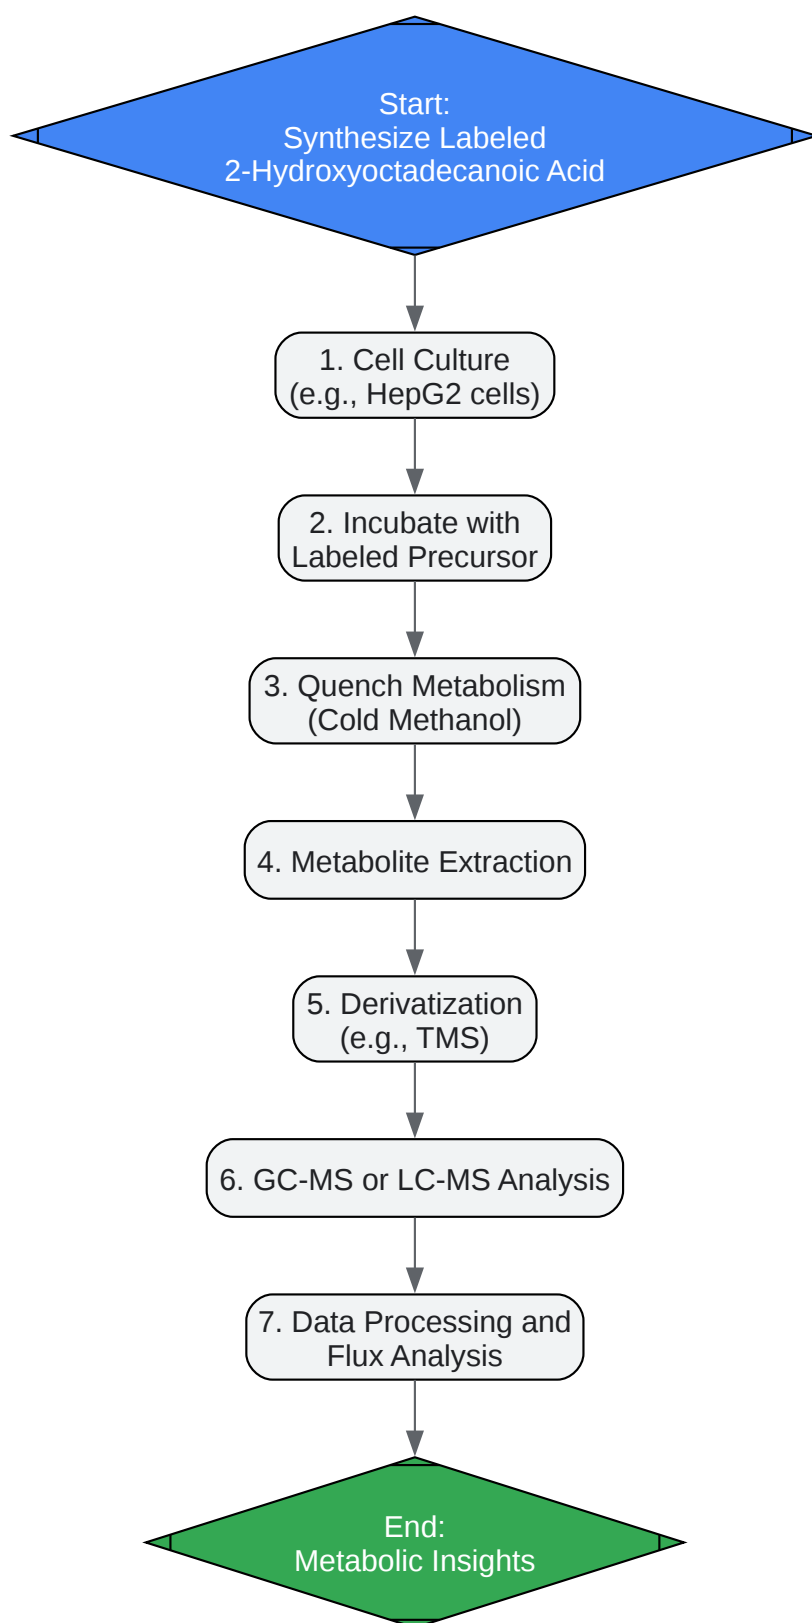 Start:
Synthesize Labeled
2-Hydroxyoctadecanoic Acid
1. Cell Culture
(e.g., HepG2 cells)
2. Incubate with
Labeled Precursor
3. Quench Metabolism
(Cold Methanol)
4. Metabolite Extraction
5. Derivatization
(e.g., TMS)
6. GC-MS or LC-MS Analysis
7. Data Processing and
Flux Analysis
End:
Metabolic Insights